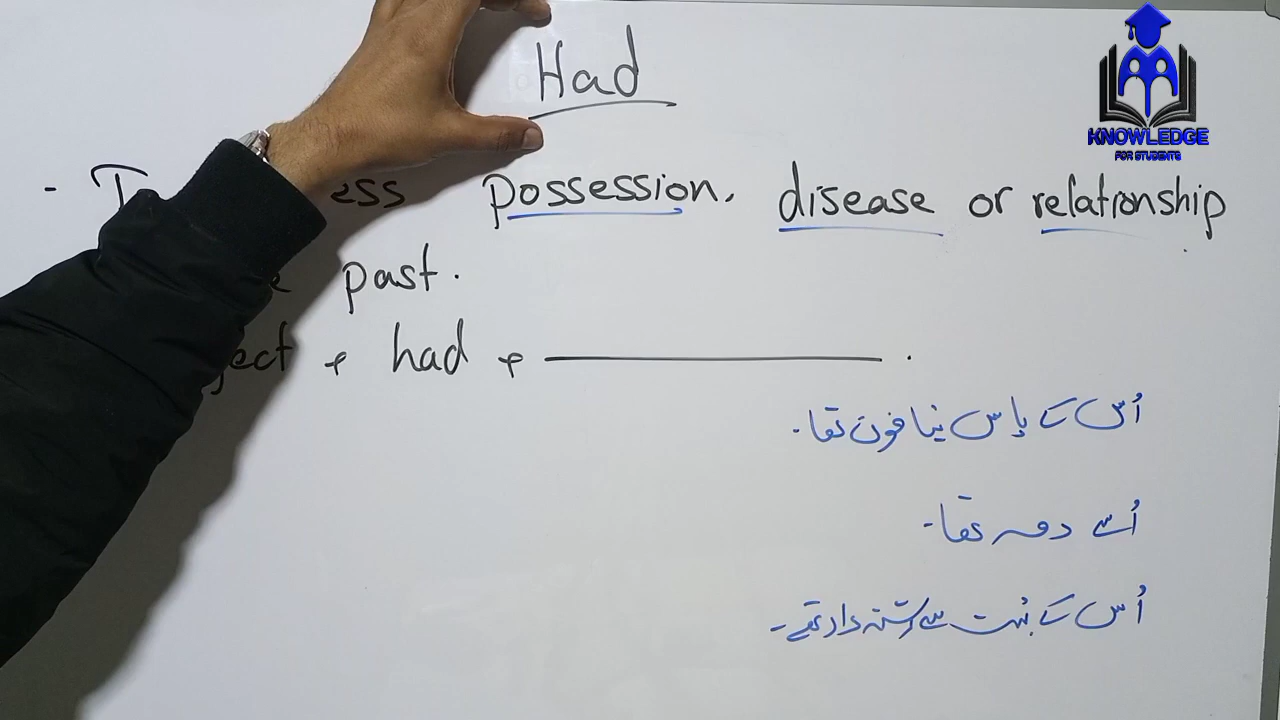 Had
KNOWLEDGE
FOR STUDENTS
- ess possession, disease or relationship
past.
ject + had + ________ .
اُس کے پاس نیا فون تھا۔
اُسے دمہ تھا۔
اُس کے بہت سے رشتہ دار تھے۔